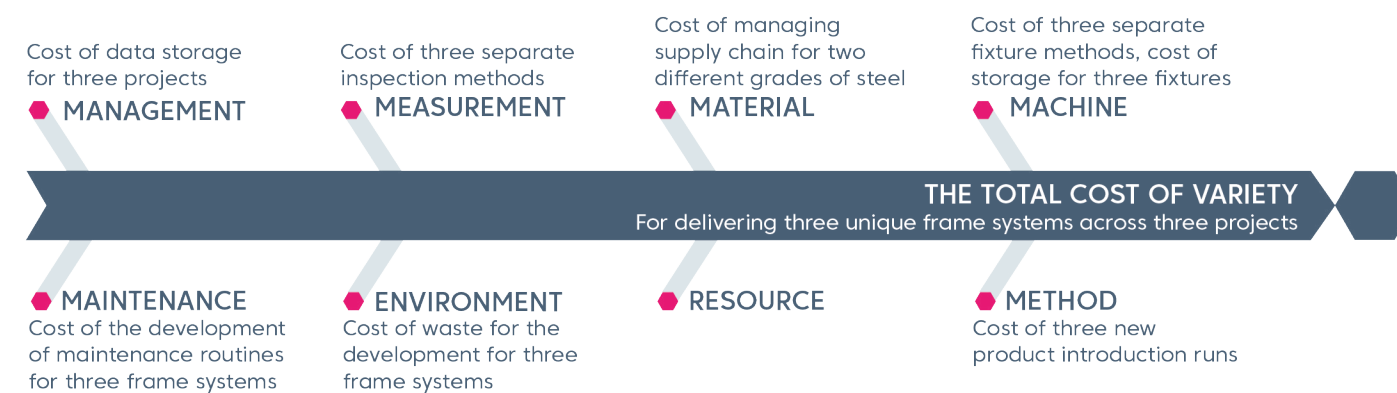 Cost of data storage
for three projects
MANAGEMENT
Cost of three separate
inspection methods
MEASUREMENT
Cost of managing
supply chain for two
different grades of steel
MATERIAL
Cost of three separate
fixture methods, cost of
storage for three fixtures
MACHINE
THE TOTAL COST OF VARIETY
For delivering three unique frame systems across three projects
MAINTENANCE
Cost of the development
of maintenance routines
for three frame systems
ENVIRONMENT
Cost of waste for the
development for three
frame systems
RESOURCE
METHOD
Cost of three new
product introduction runs